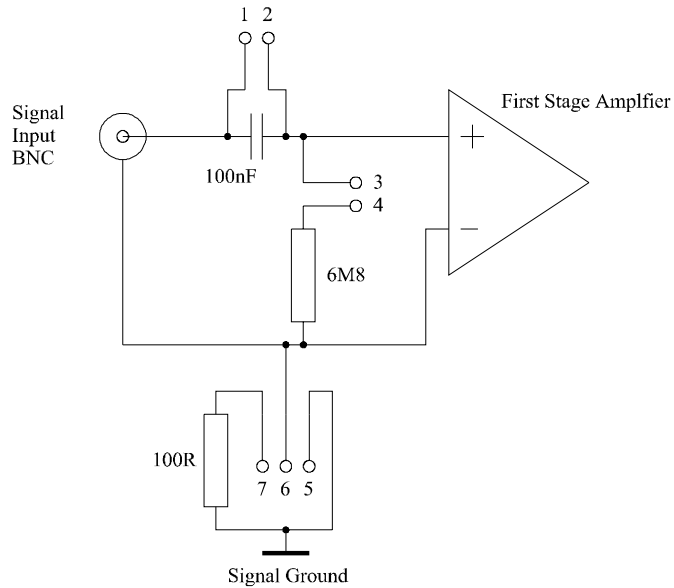 1 2
First Stage Amplfier
Signal
Input
BNC
+
100nF
3
4
−
6M8
100R
7 6 5
Signal Ground